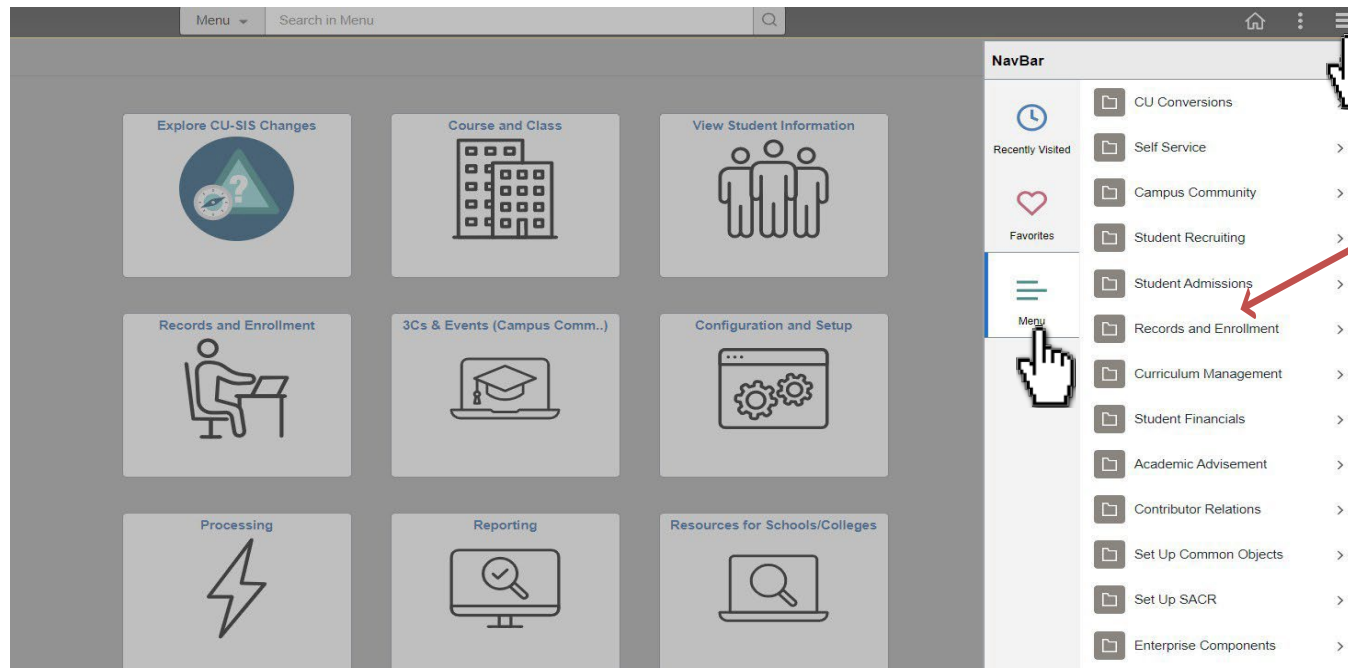 Menu
Search in Menu
NavBar
Explore CU-SIS Changes
Course and Class
View Student Information
Records and Enrollment
3Cs & Events (Campus Comm..)
Configuration and Setup
Processing
Reporting
Resources for Schools/Colleges
Recently Visited
Favorites
Menu
CU Conversions
Self Service
Campus Community
Student Recruiting
Student Admissions
Records and Enrollment
Curriculum Management
Student Financials
Academic Advisement
Contributor Relations
Set Up Common Objects
Set Up SACR
Enterprise Components